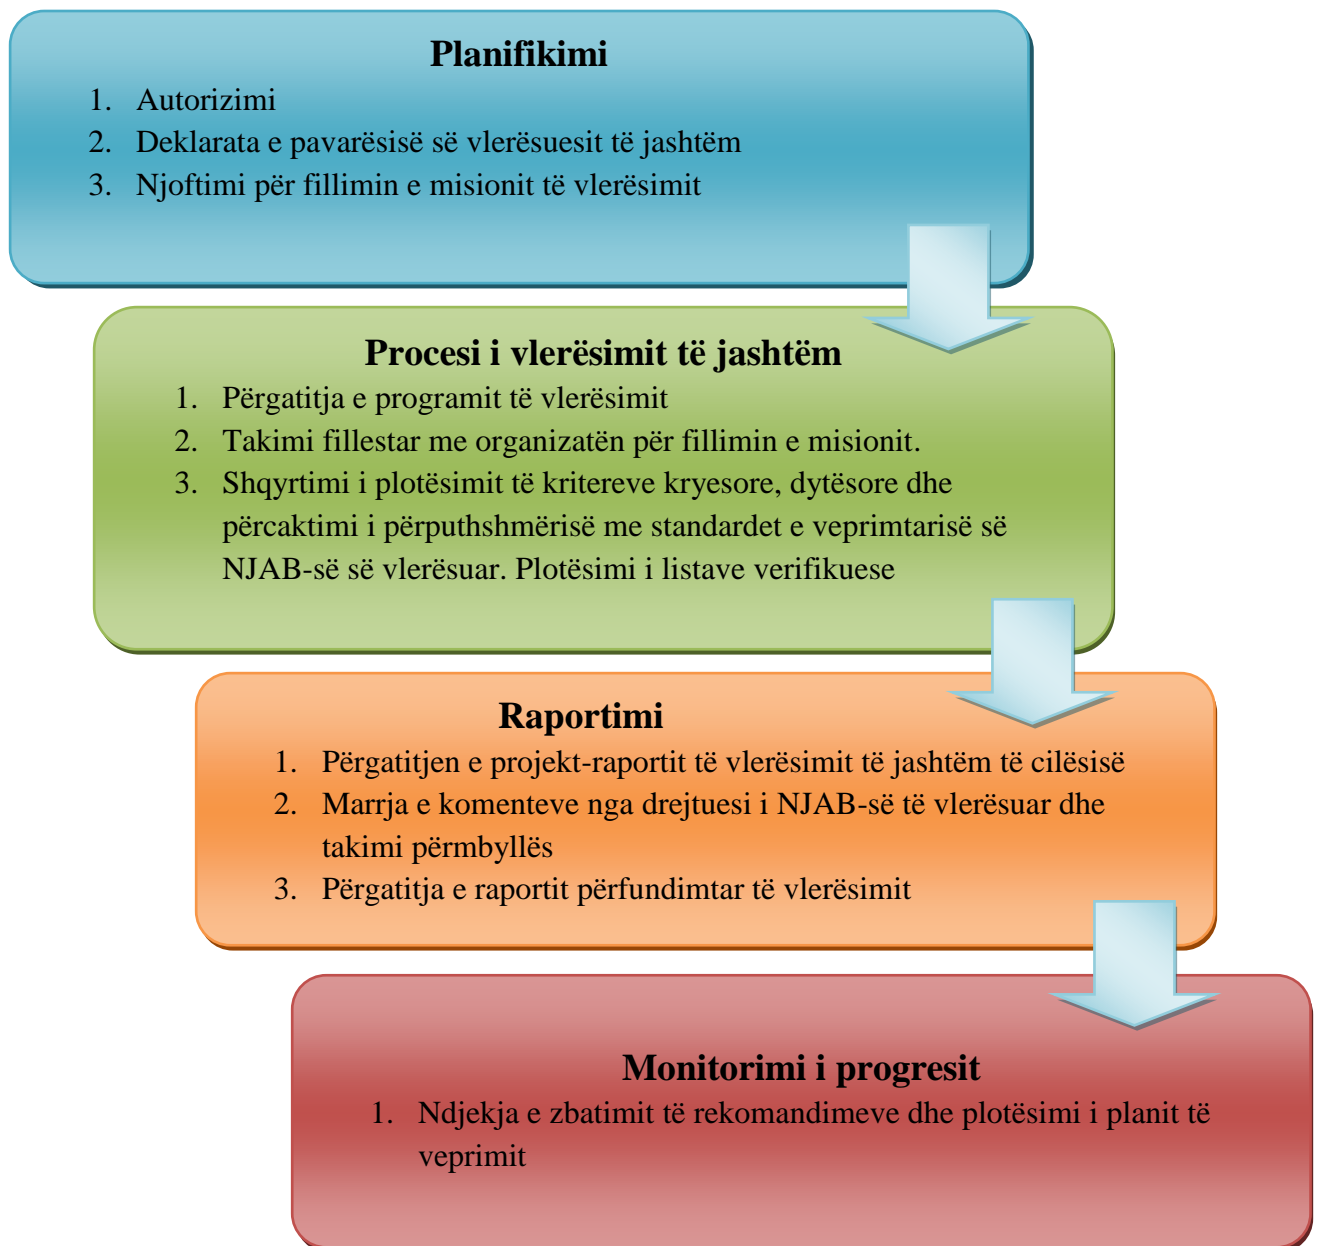 Planifikimi
1. Autorizimi
2. Deklarata e pavarësisë së vlerësuesit të jashtëm
3. Njoftimi për fillimin e misionit të vlerësimit
Procesi i vlerësimit të jashtëm
1. Përgatitja e programit të vlerësimit
2. Takimi fillestar me organizatën për fillimin e misionit.
3. Shqyrtimi i plotësimit të kritereve kryesore, dytësore dhe
përcaktimi i përputhshmërisë me standardet e veprimtarisë së
NJAB-së së vlerësuar. Plotësimi i listave verifikuese
Raportimi
1. Përgatitjen e projekt-raportit të vlerësimit të jashtëm të cilësisë
2. Marrja e komenteve nga drejtuesi i NJAB-së të vlerësuar dhe
takimi përmbyllës
3. Përgatitja e raportit përfundimtar të vlerësimit
Monitorimi i progresit
1. Ndjekja e zbatimit të rekomandimeve dhe plotësimi i planit të
veprimit